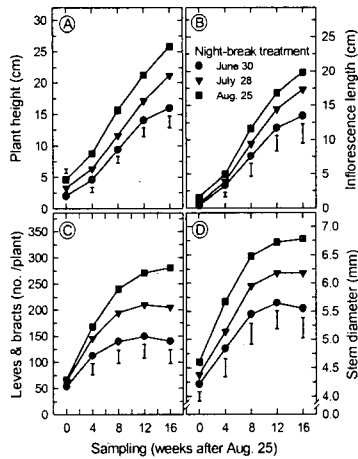 A
B
Night-break treatment
June 30
July 28
Aug. 25
Plant height (cm)
30
25
20
15
10
5
0
Inflorescence length (cm)
25
20
15
10
5
0
C
D
Leves & bracts (no. /plant)
350
300
250
200
150
100
50
0
Stem diameter (mm)
7.0
6.5
6.0
5.5
5.0
4.5
4.0
0.0
0 4 8 12 16 0 4 8 12 16
Sampling (weeks after Aug. 25)